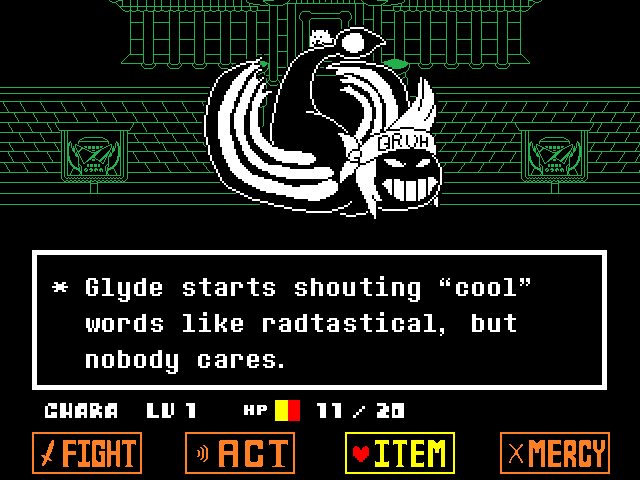 BRUH
* Glyde starts shouting “cool”
words like radtastical, but
nobody cares.
CHARA LV 1 HP 11 / 20
FIGHT ACT ITEM MERCY